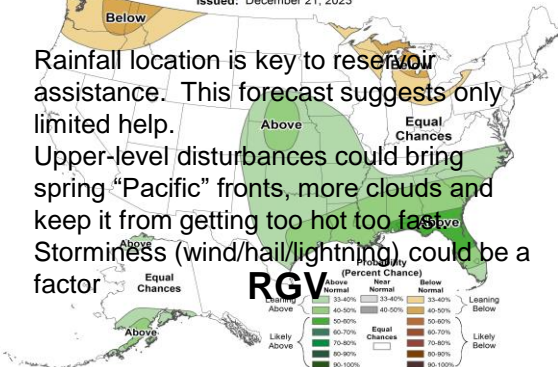 Issued: December 21, 2023
Below
Rainfall location is key to reservoir
Below
assistance. This forecast suggests only
limited help.
Above
Equal
Chances
Upper-level disturbances could bring
spring “Pacific” fronts, more clouds and
keep it from getting too hot too fast.
Above
Storminess (wind/hail/lightning) could be a
Above
factor
Equal
Chances
RGV
Above
Probability
(Percent Chance)
Above
Normal
Near
Normal
Below
Normal
Leaning
Above
33-40%
33-40%
33-40%
Leaning
Below
40-50%
40-50%
40-50%
50-60%
50-60%
Likely
Above
60-70%
Equal
Chances
60-70%
Likely
Below
70-80%
70-80%
80-90%
80-90%
90-100%
90-100%